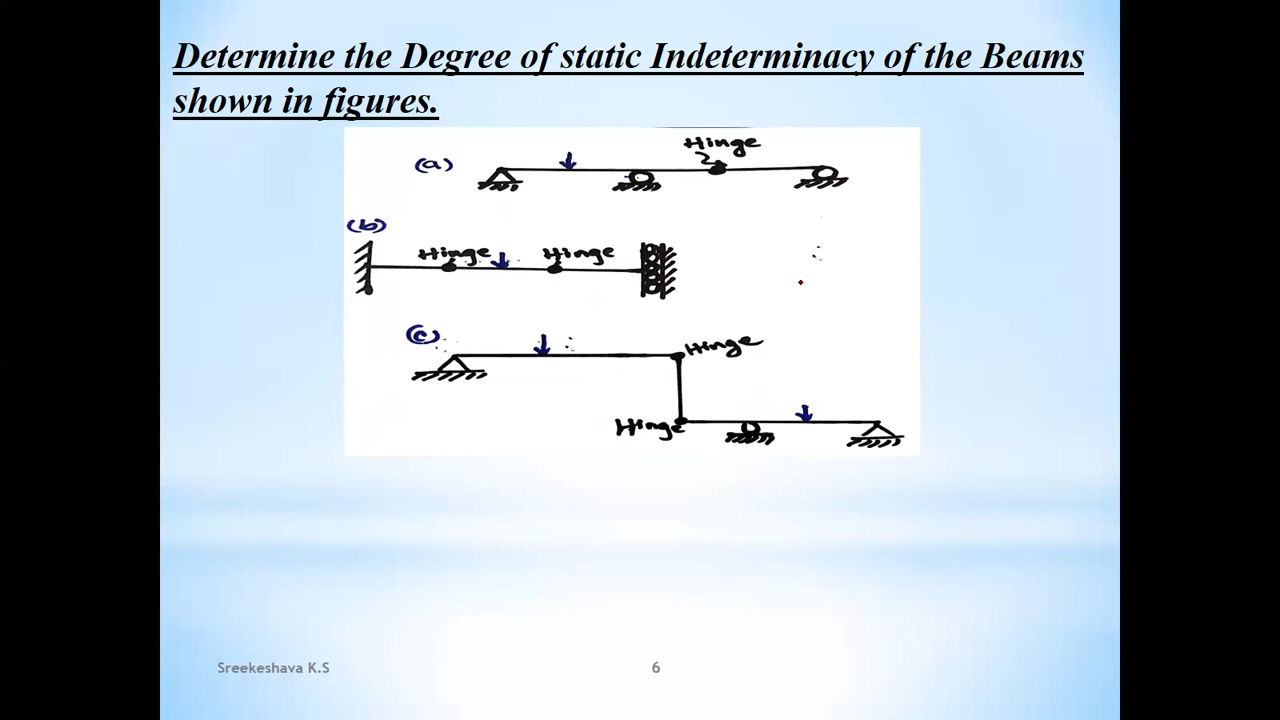 Determine the Degree of static Indeterminacy of the Beams
shown in figures.
Hinge
(a)
(b)
Hinge Hinge
(c)
Hinge
Hinge
Sreekeshava K.S 6